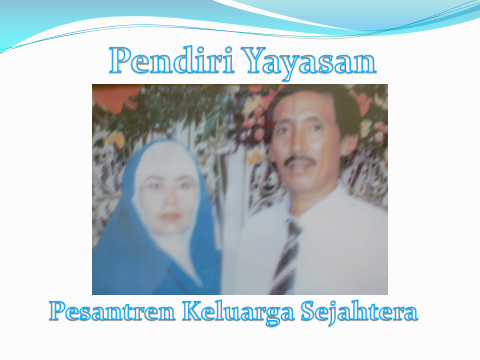 Pendiri Yayasan
Pesantren Keluarga Sejahtera